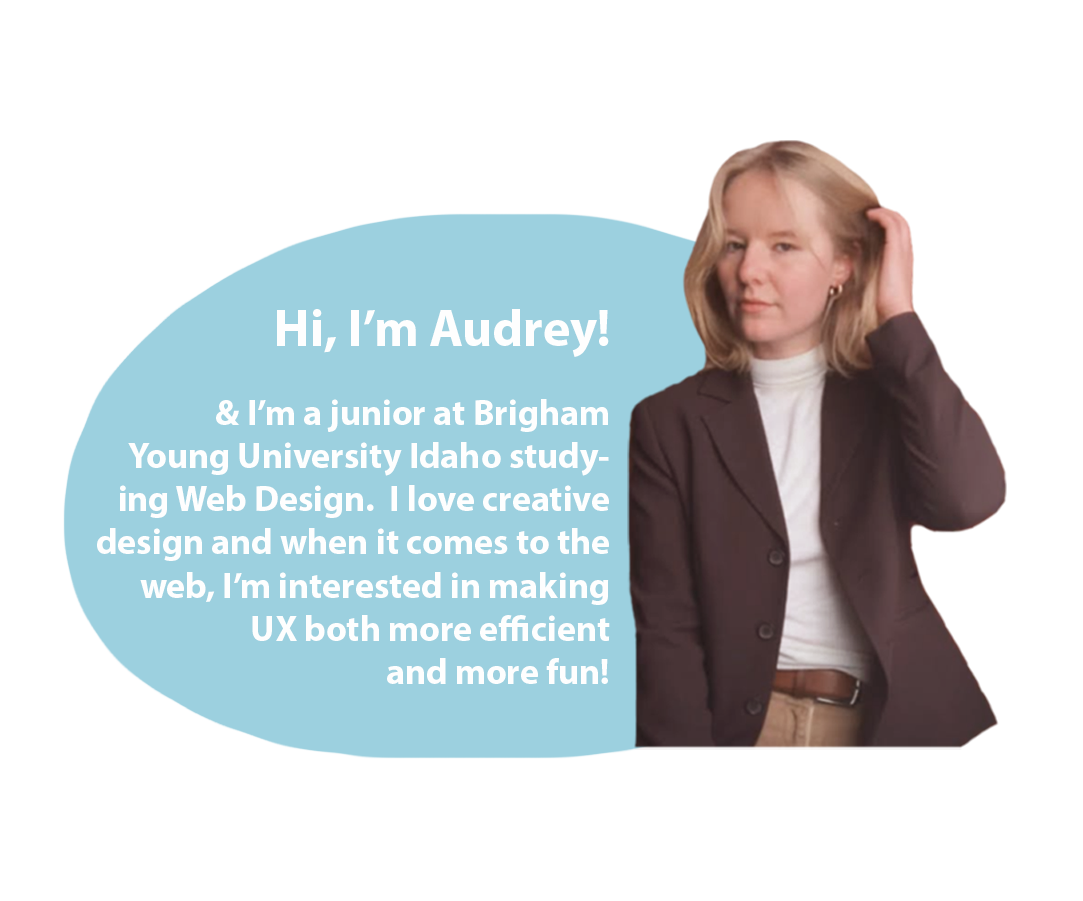 Hi, I’m Audrey!
& I’m a junior at Brigham
Young University Idaho study-
ing Web Design.  I love creative
design and when it comes to the
web, I’m interested in making
UX both more efficient
and more fun!